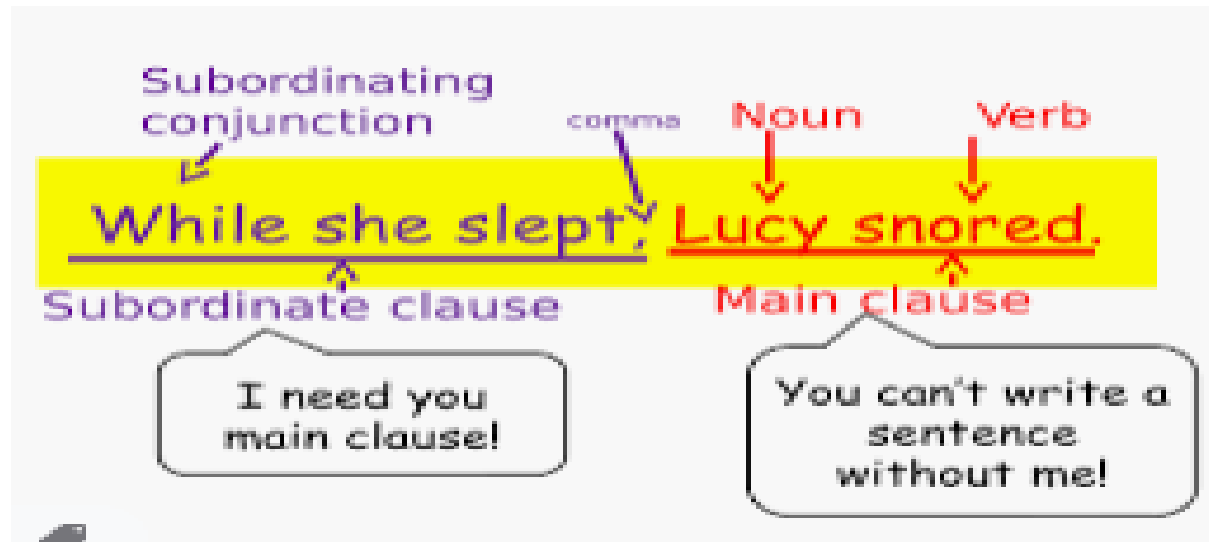 Subordinating
conjunction
comma
Noun
Verb
While she slept, Lucy snored.
Subordinate clause
Main clause
I need you
main clause!
You can't write a
sentence
without me!